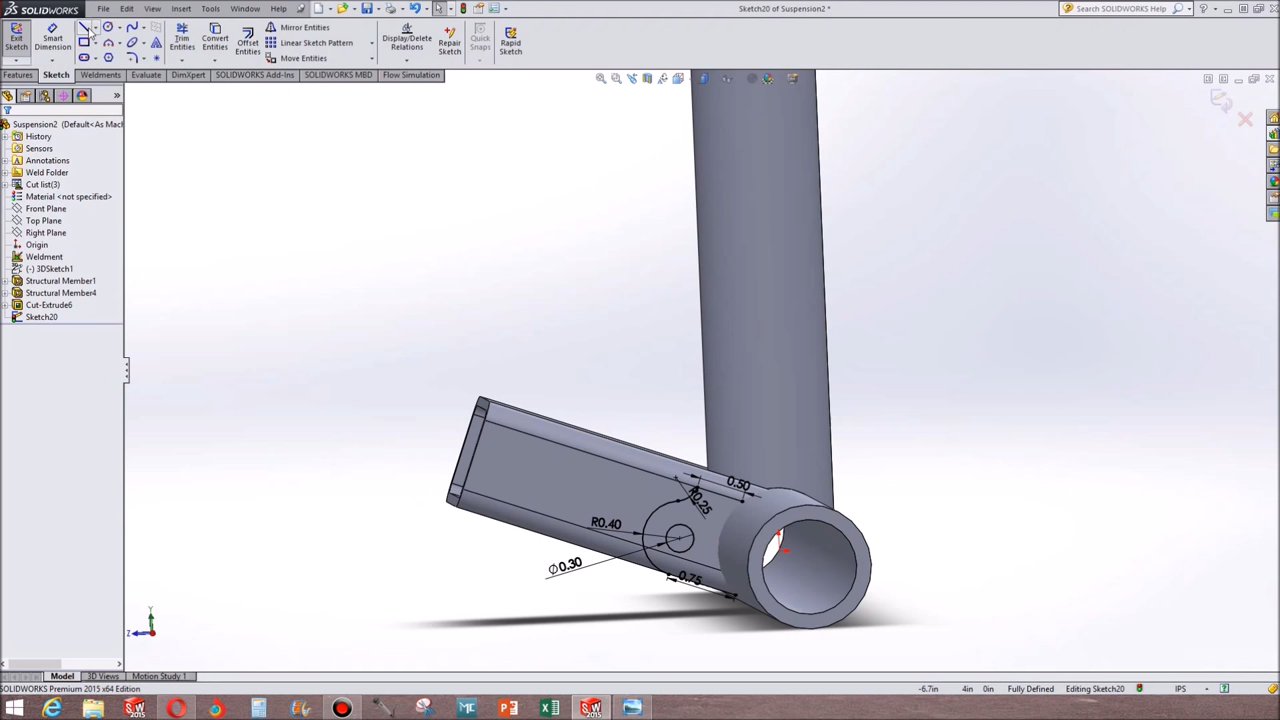 SOLIDWORKS
File
Edit
View
Insert
Tools
Window
Help
Sketch20 of Suspension2 *
Search SOLIDWORKS Help
Exit Sketch
Smart Dimension
Trim Entities
Convert Entities
Offset Entities
Mirror Entities
Linear Sketch Pattern
Move Entities
Display/Delete Relations
Repair Sketch
Quick Snaps
Rapid Sketch
Features
Sketch
Weldments
Evaluate
DimXpert
SOLIDWORKS Add-Ins
SOLIDWORKS MBD
Flow Simulation
Suspension2 (Default<As Mach
History
Sensors
Annotations
Weld Folder
Cut list(3)
Material <not specified>
Front Plane
Top Plane
Right Plane
Origin
Weldment
(-) 3DSketch1
Structural Member1
Structural Member4
Cut-Extrude6
Sketch20
0.50
R0.25
R0.40
Ø0.30
0.75
Y
Z
Model
3D Views
Motion Study 1
SOLIDWORKS Premium 2015 x64 Edition
-6.7in
4in
0in
Fully Defined
Editing Sketch20
IPS